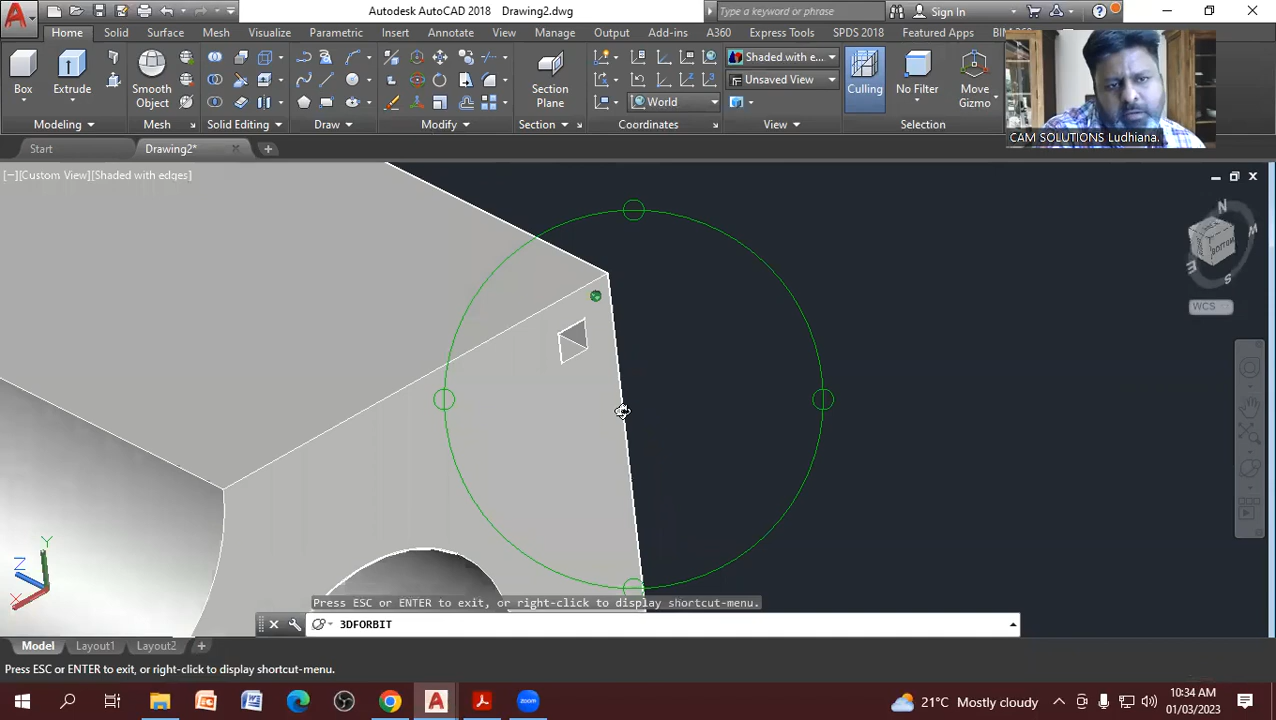 Autodesk AutoCAD 2018 Drawing2.dwg
Type a keyword or phrase
Sign In
Home Solid Surface Mesh Visualize Parametric Insert Annotate View Manage Output Add-ins A360 Express Tools SPDS 2018 Featured Apps BIM 360
Shaded with e...
Unsaved View
World
Box Extrude Smooth Object Section Plane Culling No Filter Move Gizmo
Modeling Mesh Solid Editing Draw Modify Section Coordinates View Selection
CAM SOLUTIONS Ludhiana.
Start Drawing2*
[−][Custom View][Shaded with edges]
N
W
BOTTOM
E
S
WCS
Y
Z
X
Press ESC or ENTER to exit, or right-click to display shortcut-menu.
3DFORBIT
Model Layout1 Layout2
Press ESC or ENTER to exit, or right-click to display shortcut-menu.
21°C Mostly cloudy
10:34 AM
01/03/2023